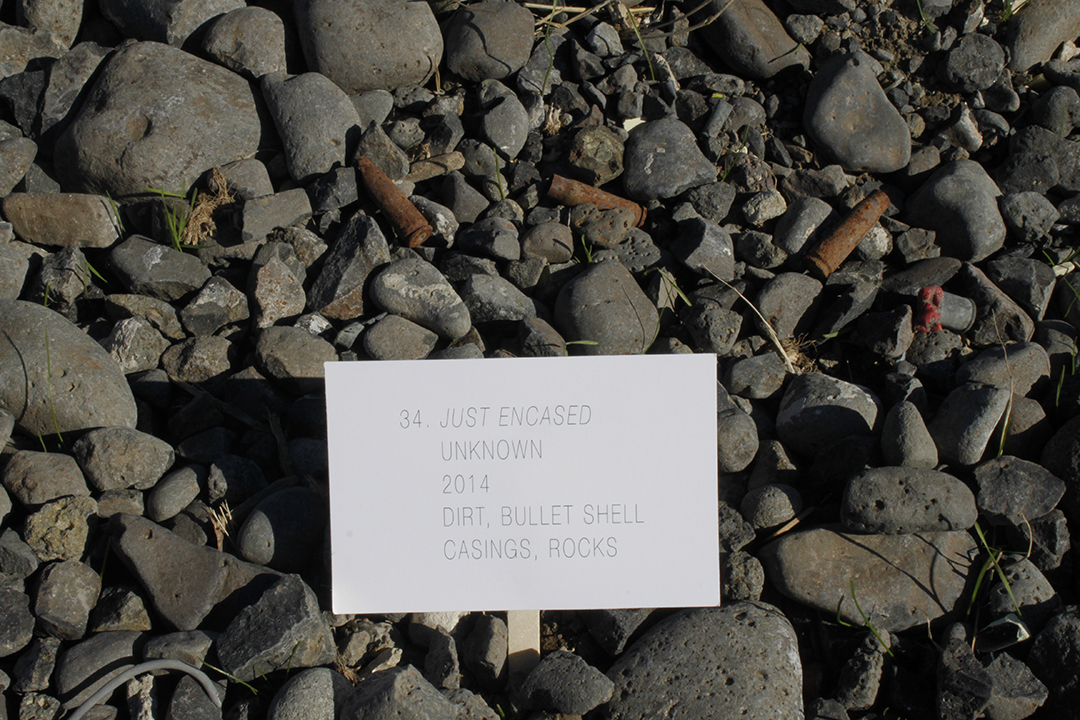 34. JUST ENCASED
UNKNOWN
2014
DIRT, BULLET SHELL
CASINGS, ROCKS